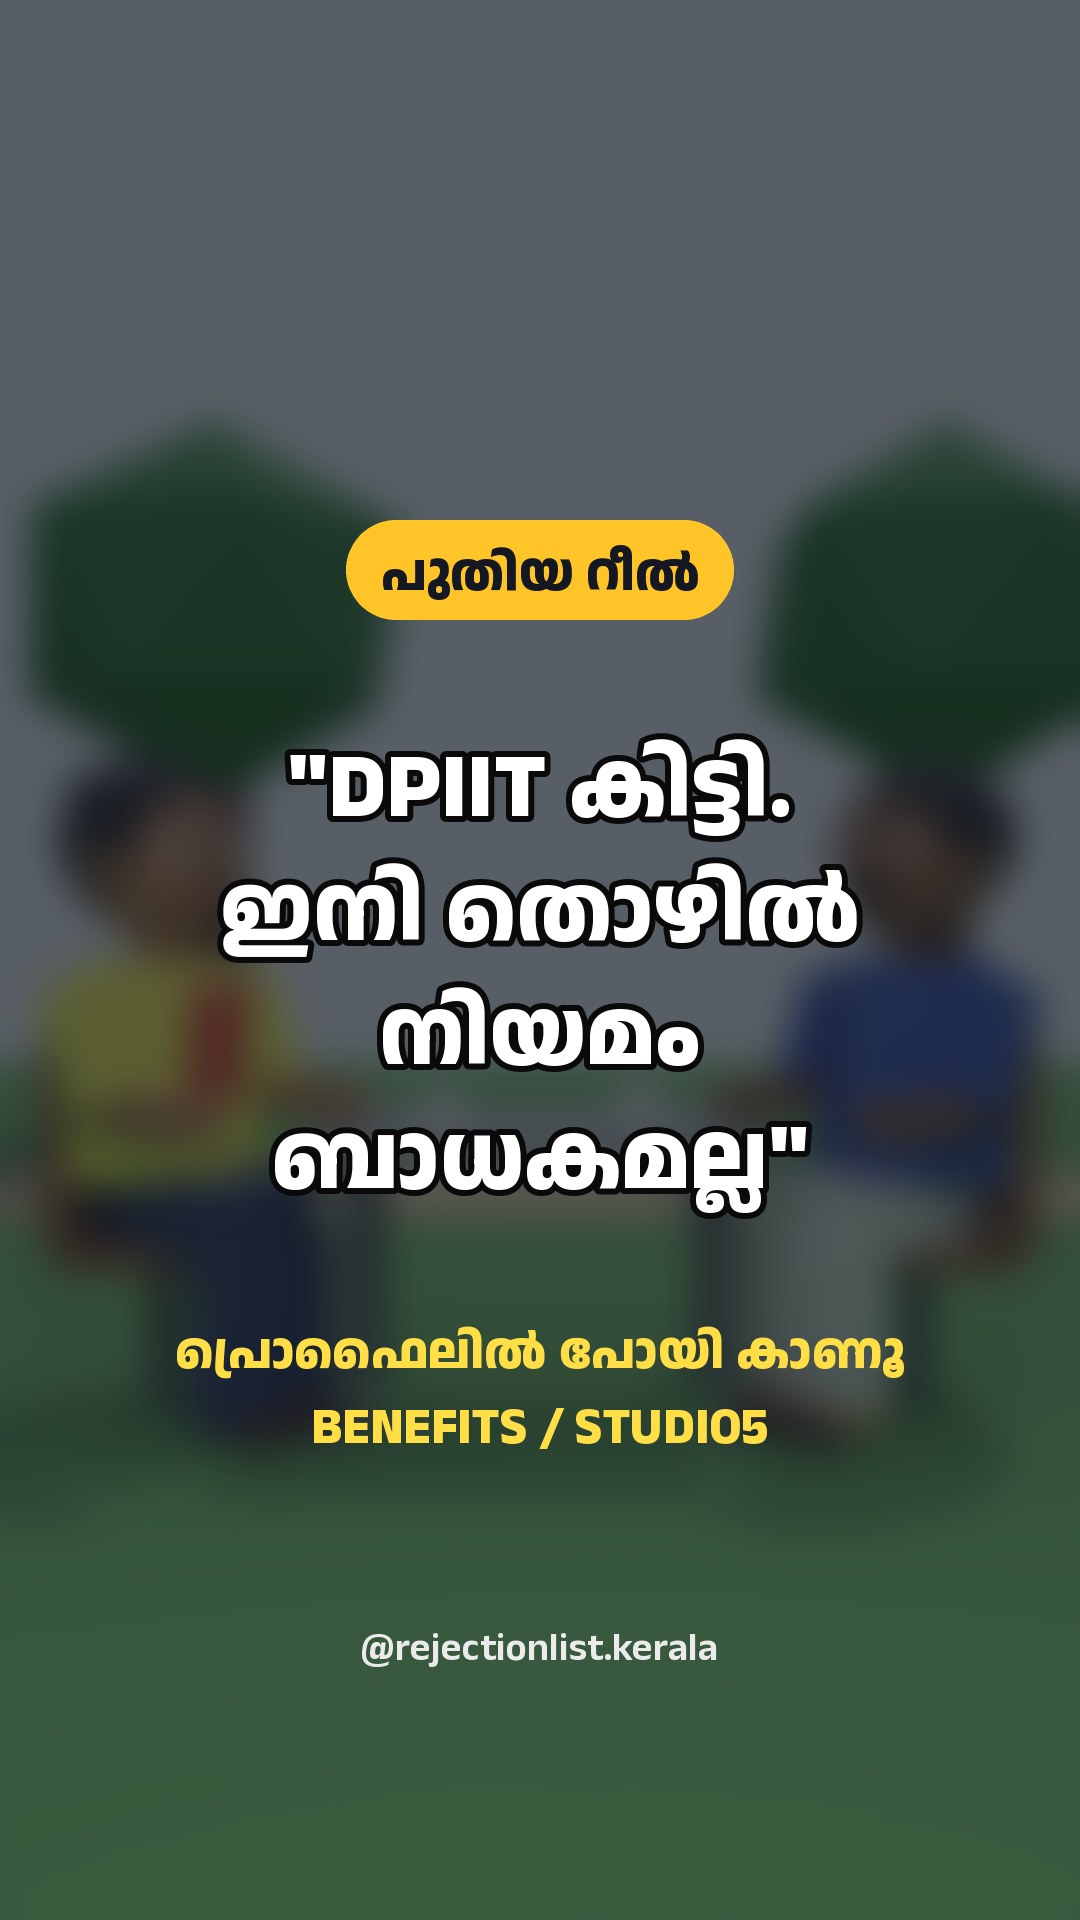 പുതിയ റീൽ
"DPIIT കിട്ടി.
ഇനി തൊഴിൽ
നിയമം
ബാധകമല്ല"
പ്രൊഫൈലിൽ പോയി കാണൂ
BENEFITS / STUDIO5
@rejectionlist.kerala